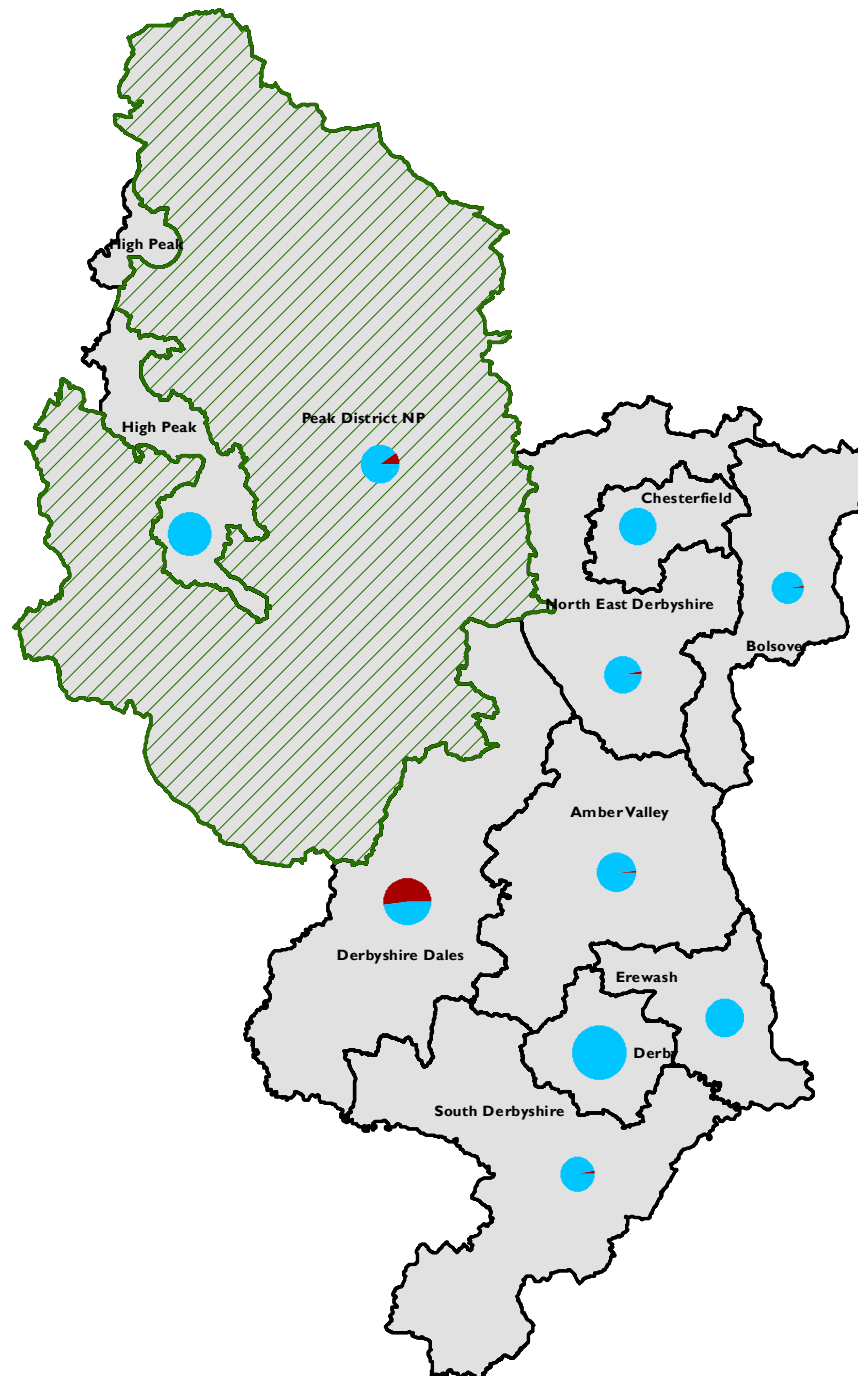 High Peak
Peak District NP
High Peak
Chesterfield
North East Derbyshire
Bolsove
Amber Valley
Derbyshire Dales
Erewash
Derb
South Derbyshire